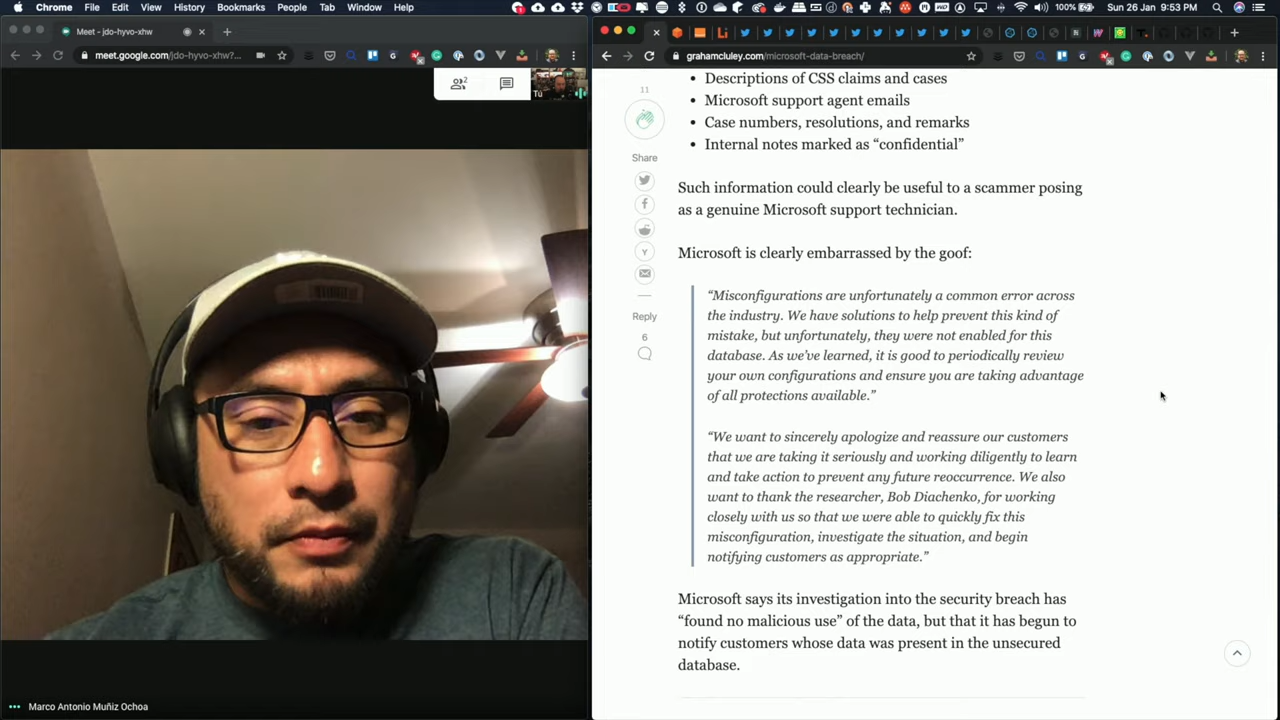 Chrome File Edit View History Bookmarks People Tab Window Help
100% Sun 26 Jan 9:53 PM
Meet - jdo-hyvo-xhw
meet.google.com/jdo-hyvo-xhw?...
2
Tú
Marco Antonio Muñiz Ochoa
grahamcluley.com/microsoft-data-breach/
11
Share
Reply
6
• Descriptions of CSS claims and cases
• Microsoft support agent emails
• Case numbers, resolutions, and remarks
• Internal notes marked as “confidential”
Such information could clearly be useful to a scammer posing
as a genuine Microsoft support technician.
Microsoft is clearly embarrassed by the goof:
“Misconfigurations are unfortunately a common error across
the industry. We have solutions to help prevent this kind of
mistake, but unfortunately, they were not enabled for this
database. As we’ve learned, it is good to periodically review
your own configurations and ensure you are taking advantage
of all protections available.”
“We want to sincerely apologize and reassure our customers
that we are taking it seriously and working diligently to learn
and take action to prevent any future reoccurrence. We also
want to thank the researcher, Bob Diachenko, for working
closely with us so that we were able to quickly fix this
misconfiguration, investigate the situation, and begin
notifying customers as appropriate.”
Microsoft says its investigation into the security breach has
“found no malicious use” of the data, but that it has begun to
notify customers whose data was present in the unsecured
database.